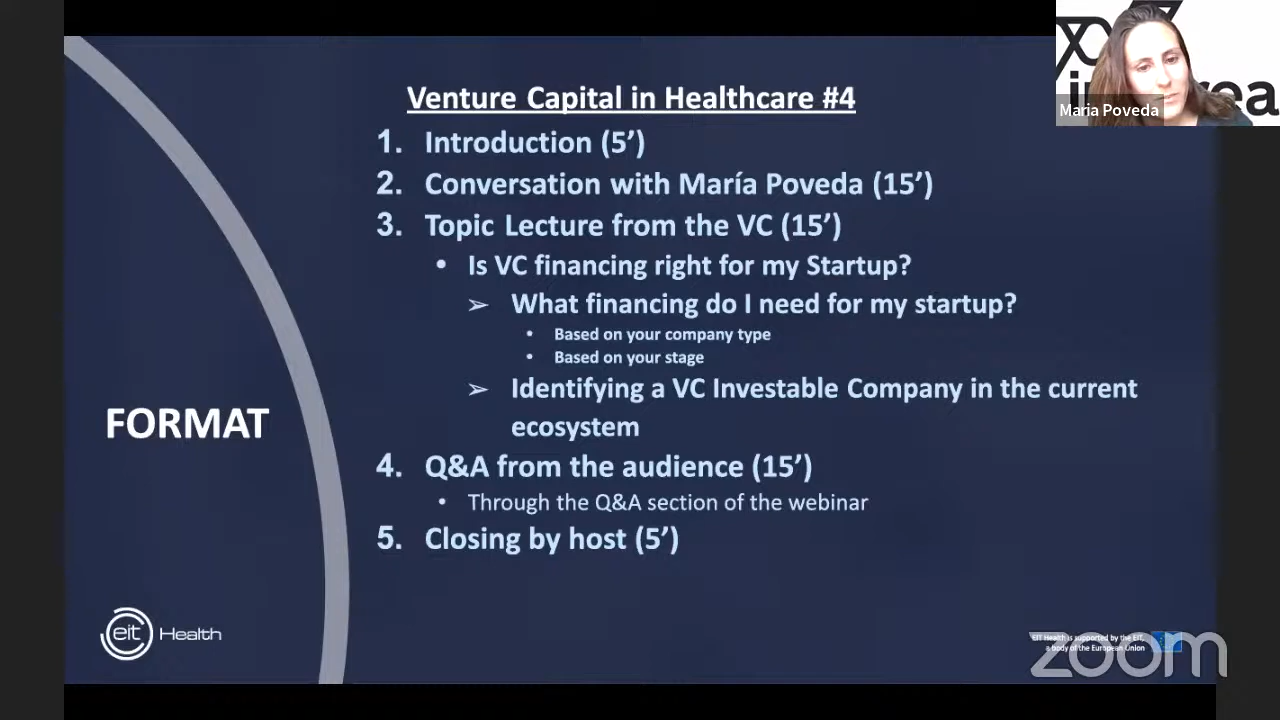 Venture Capital in Healthcare #4
1. Introduction (5’)
2. Conversation with María Poveda (15’)
3. Topic Lecture from the VC (15’)
• Is VC financing right for my Startup?
➢ What financing do I need for my startup?
• Based on your company type
• Based on your stage
➢ Identifying a VC Investable Company in the current
ecosystem
4. Q&A from the audience (15’)
• Through the Q&A section of the webinar
5. Closing by host (5’)
FORMAT
eit Health
EIT Health is supported by the EIT,
a body of the European Union
zoom
Maria Poveda